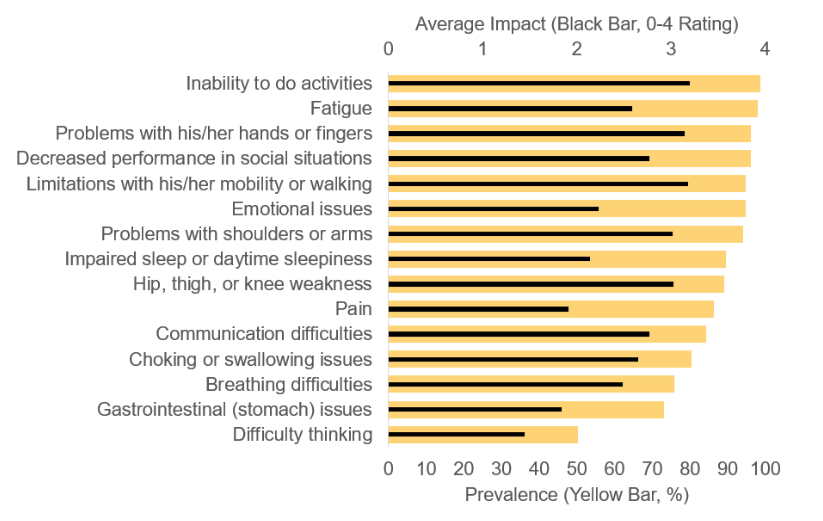 Average Impact (Black Bar, 0-4 Rating)
0 1 2 3 4
Inability to do activities
Fatigue
Problems with his/her hands or fingers
Decreased performance in social situations
Limitations with his/her mobility or walking
Emotional issues
Problems with shoulders or arms
Impaired sleep or daytime sleepiness
Hip, thigh, or knee weakness
Pain
Communication difficulties
Choking or swallowing issues
Breathing difficulties
Gastrointestinal (stomach) issues
Difficulty thinking
0 10 20 30 40 50 60 70 80 90 100
Prevalence (Yellow Bar, %)